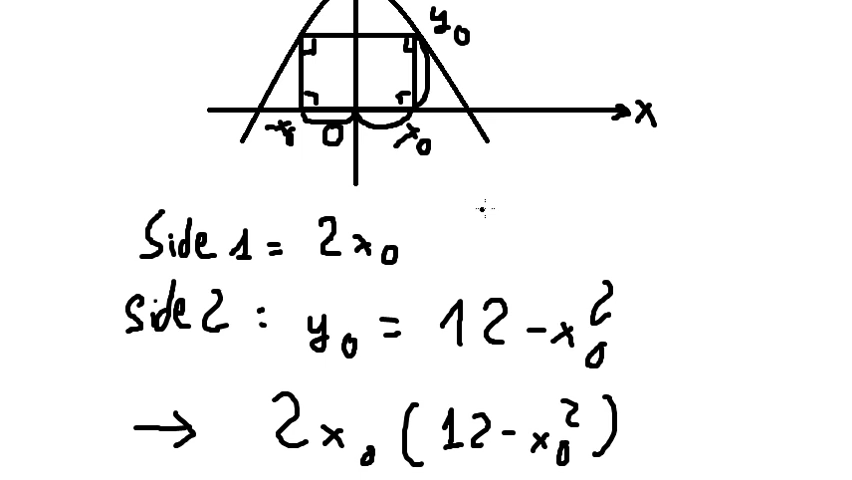 y₀
x
-x₀ 0 x₀
Side 1 = 2x₀
Side 2 : y₀ = 12 - x₀²
→ 2x₀ (12 - x₀²)